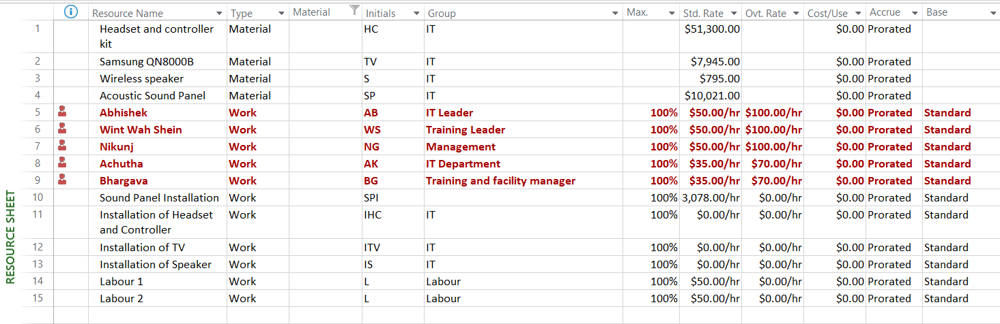 Resource Name Type Material Initials Group Max. Std. Rate Ovt. Rate Cost/Use Accrue Base
1 Headset and controller Material HC IT $51,300.00 $0.00 Prorated
kit
2 Samsung QN8000B Material TV IT $7,945.00 $0.00 Prorated
3 Wireless speaker Material S IT $795.00 $0.00 Prorated
4 Acoustic Sound Panel Material SP IT $10,021.00 $0.00 Prorated
5 Abhishek Work AB IT Leader 100% $50.00/hr $100.00/hr $0.00 Prorated Standard
6 Wint Wah Shein Work WS Training Leader 100% $50.00/hr $100.00/hr $0.00 Prorated Standard
7 Nikunj Work NG Management 100% $50.00/hr $100.00/hr $0.00 Prorated Standard
8 Achutha Work AK IT Department 100% $35.00/hr $70.00/hr $0.00 Prorated Standard
9 Bhargava Work BG Training and facility manager 100% $35.00/hr $70.00/hr $0.00 Prorated Standard
10 Sound Panel Installation Work SPI 100% 3,078.00/hr $0.00/hr $0.00 Prorated Standard
11 Installation of Headset Work IHC IT 100% $0.00/hr $0.00/hr $0.00 Prorated Standard
and Controller
12 Installation of TV Work ITV IT 100% $0.00/hr $0.00/hr $0.00 Prorated Standard
13 Installation of Speaker Work IS IT 100% $0.00/hr $0.00/hr $0.00 Prorated Standard
14 Labour 1 Work L Labour 100% $50.00/hr $0.00/hr $0.00 Prorated Standard
15 Labour 2 Work L Labour 100% $50.00/hr $0.00/hr $0.00 Prorated Standard
RESOURCE SHEET